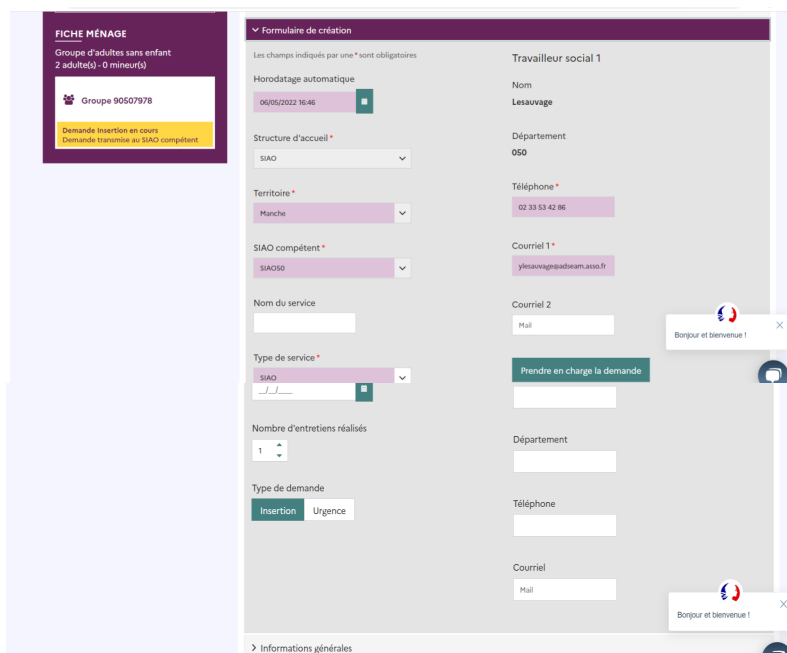 FICHE MÉNAGE
Groupe d'adultes sans enfant
2 adulte(s) - 0 mineur(s)
Groupe 90507978
Demande Insertion en cours
Demande transmise au SIAO compétent
Formulaire de création
Les champs indiqués par une * sont obligatoires
Horodatage automatique
06/05/2022 16:46
Structure d'accueil *
SIAO
Territoire *
Manche
SIAO compétent *
SIAO50
Nom du service
Type de service *
SIAO
__/__/____
Nombre d'entretiens réalisés
1
Type de demande
Insertion Urgence
Travailleur social 1
Nom
Lesauvage
Département
050
Téléphone *
02 33 53 42 86
Courriel 1 *
ylesauvage@adseam.asso.fr
Courriel 2
Mail
Prendre en charge la demande
Département
Téléphone
Courriel
Mail
Bonjour et bienvenue !
Bonjour et bienvenue !
Informations générales